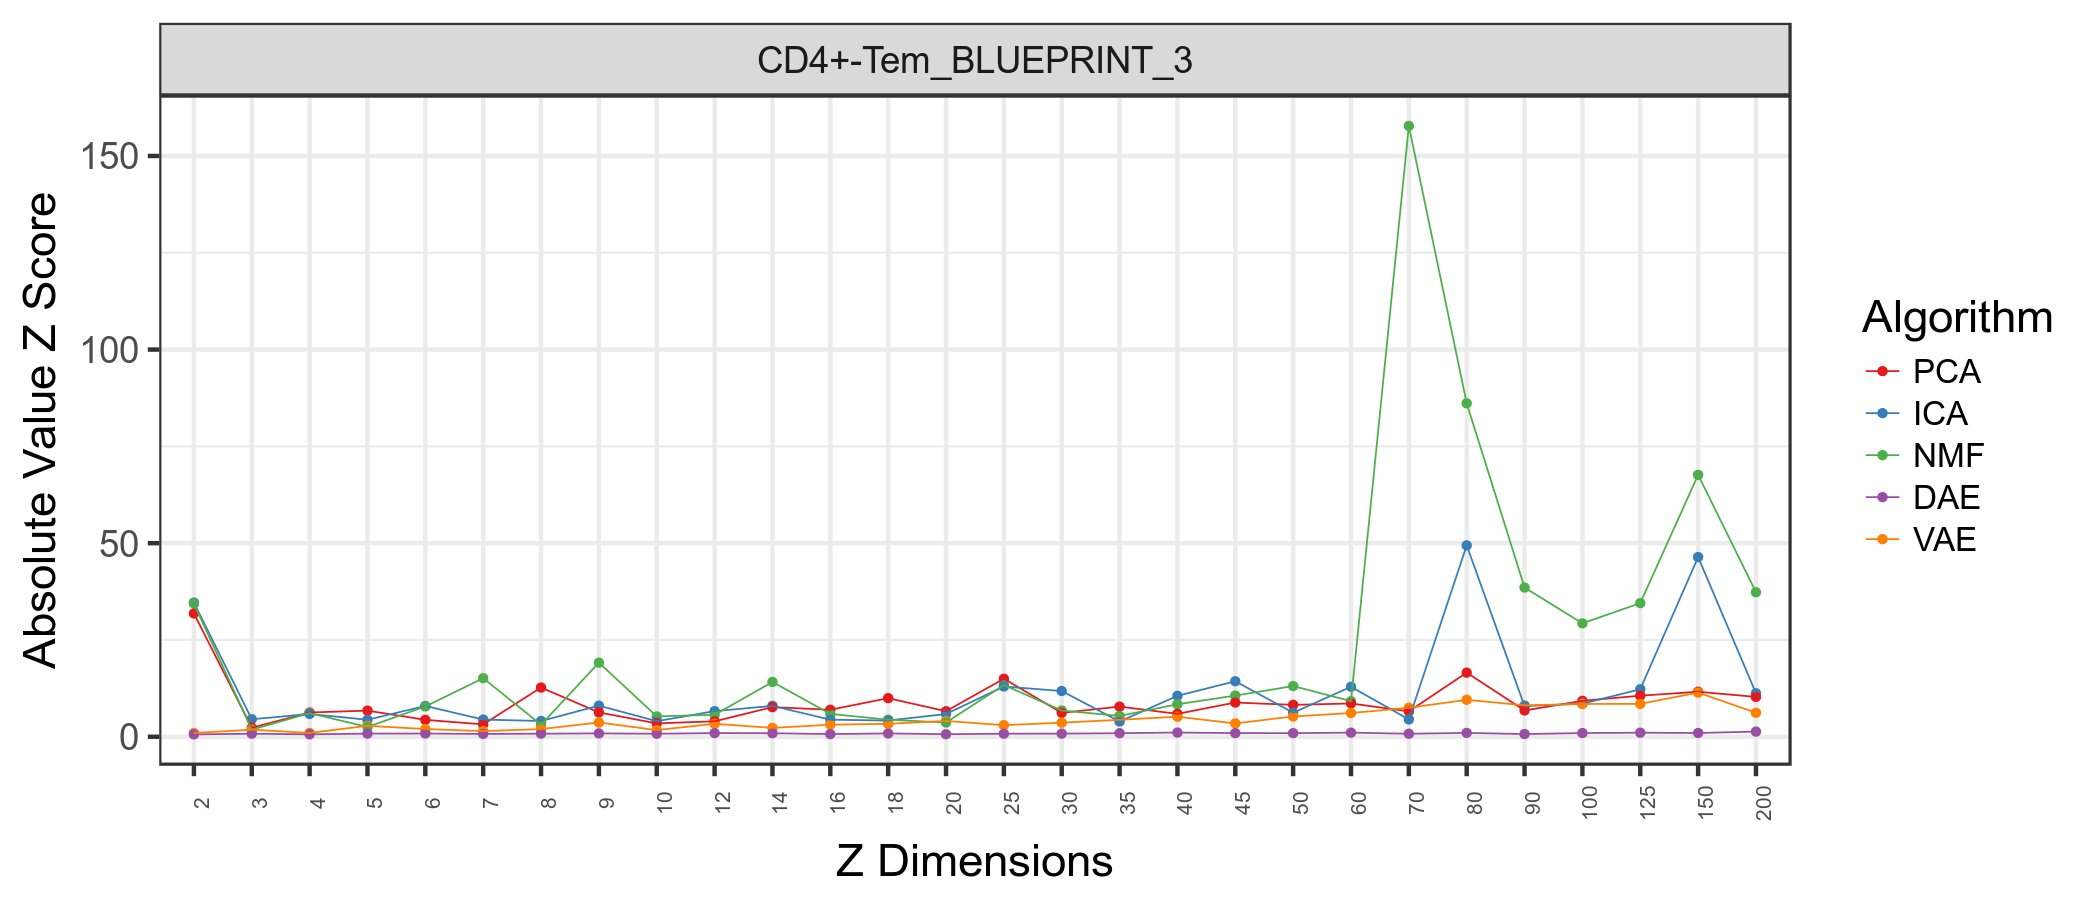 CD4+-Tem_BLUEPRINT_3
Absolute Value Z Score
150
100
50
0
2 3 4 5 6 7 8 9 10 12 14 16 18 20 25 30 35 40 45 50 60 70 80 90 100 125 150 200
Z Dimensions
Algorithm
PCA
ICA
NMF
DAE
VAE